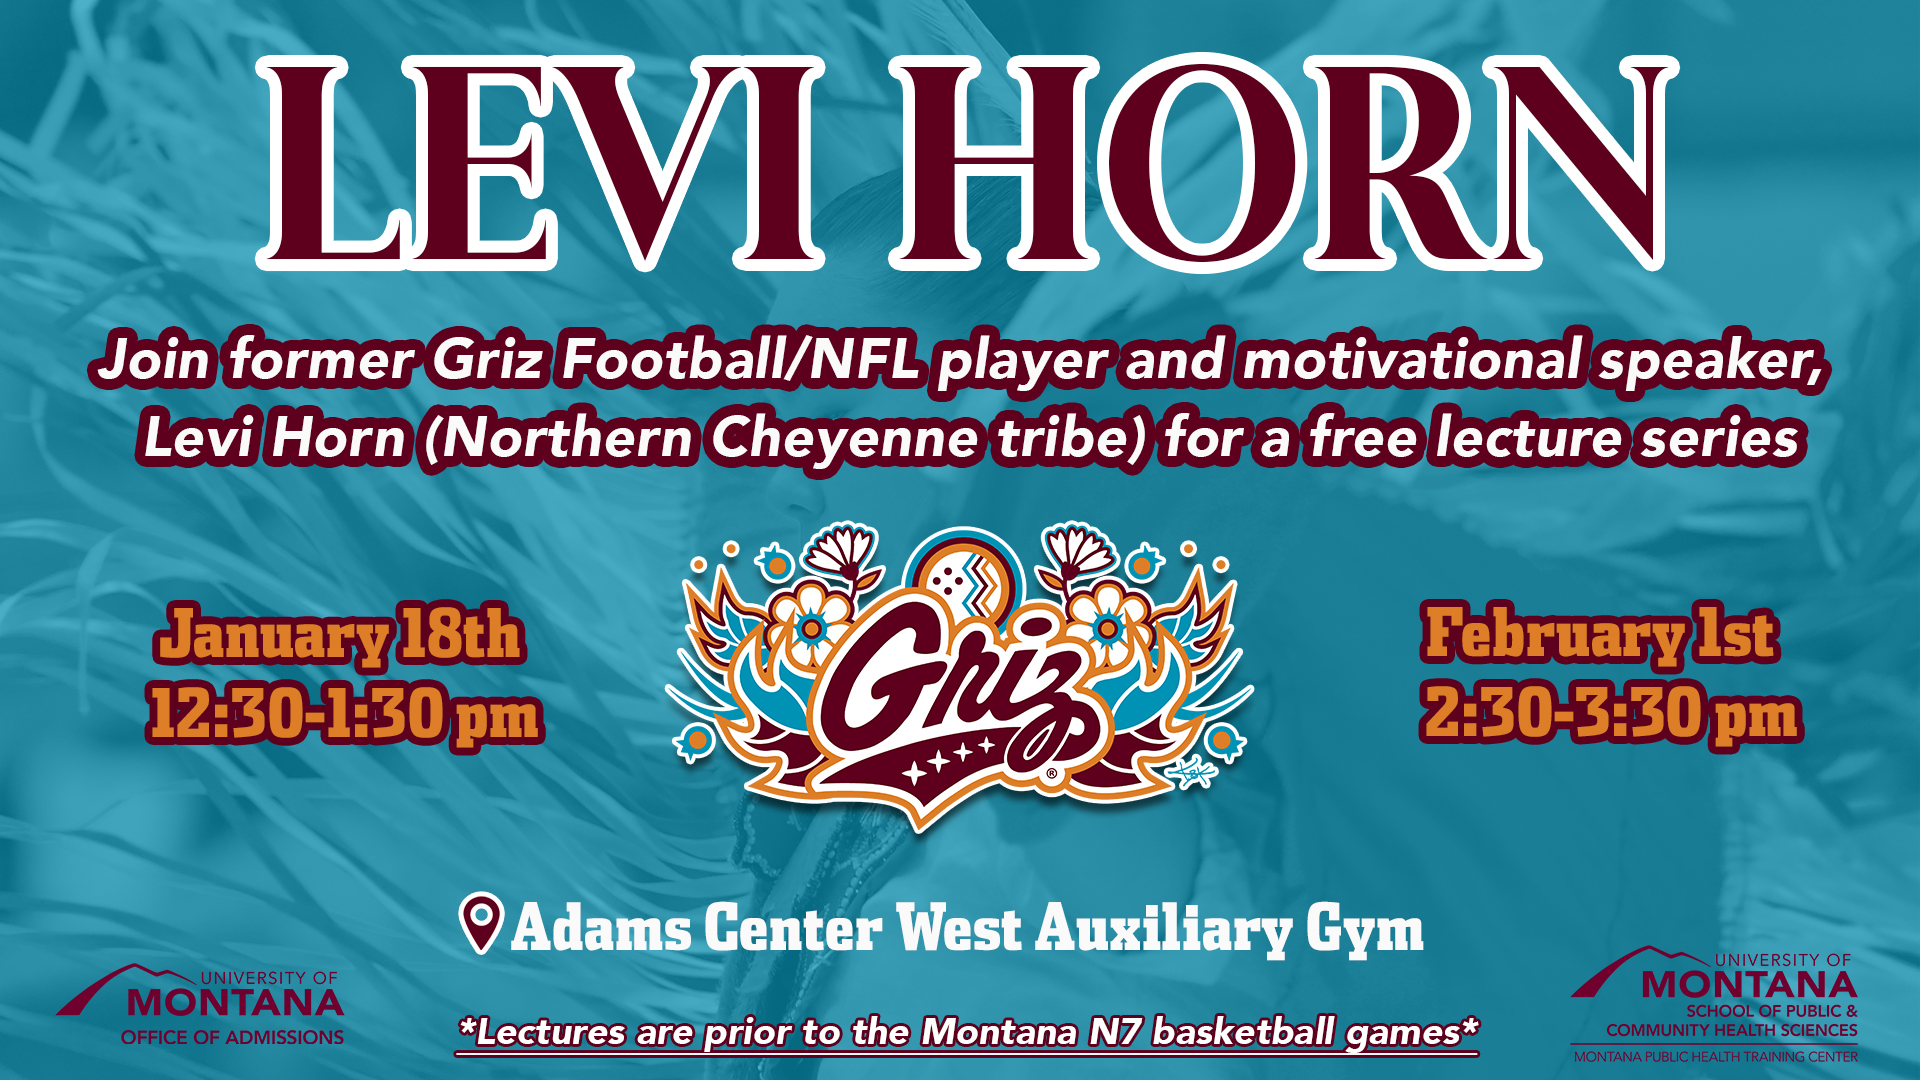 LEVI HORN
Join former Griz Football/NFL player and motivational speaker,
Levi Horn (Northern Cheyenne tribe) for a free lecture series
January 18th
12:30-1:30 pm
Griz
®
February 1st
2:30-3:30 pm
Adams Center West Auxiliary Gym
UNIVERSITY OF
MONTANA
OFFICE OF ADMISSIONS
*Lectures are prior to the Montana N7 basketball games*
UNIVERSITY OF
MONTANA
SCHOOL OF PUBLIC &
COMMUNITY HEALTH SCIENCES
MONTANA PUBLIC HEALTH TRAINING CENTER